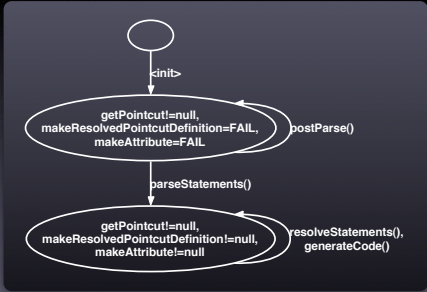 <init>
getPointcut!=null,
makeResolvedPointcutDefinition=FAIL,
makeAttribute=FAIL
postParse()
parseStatements()
getPointcut!=null,
makeResolvedPointcutDefinition!=null,
makeAttribute!=null
resolveStatements(),
generateCode()